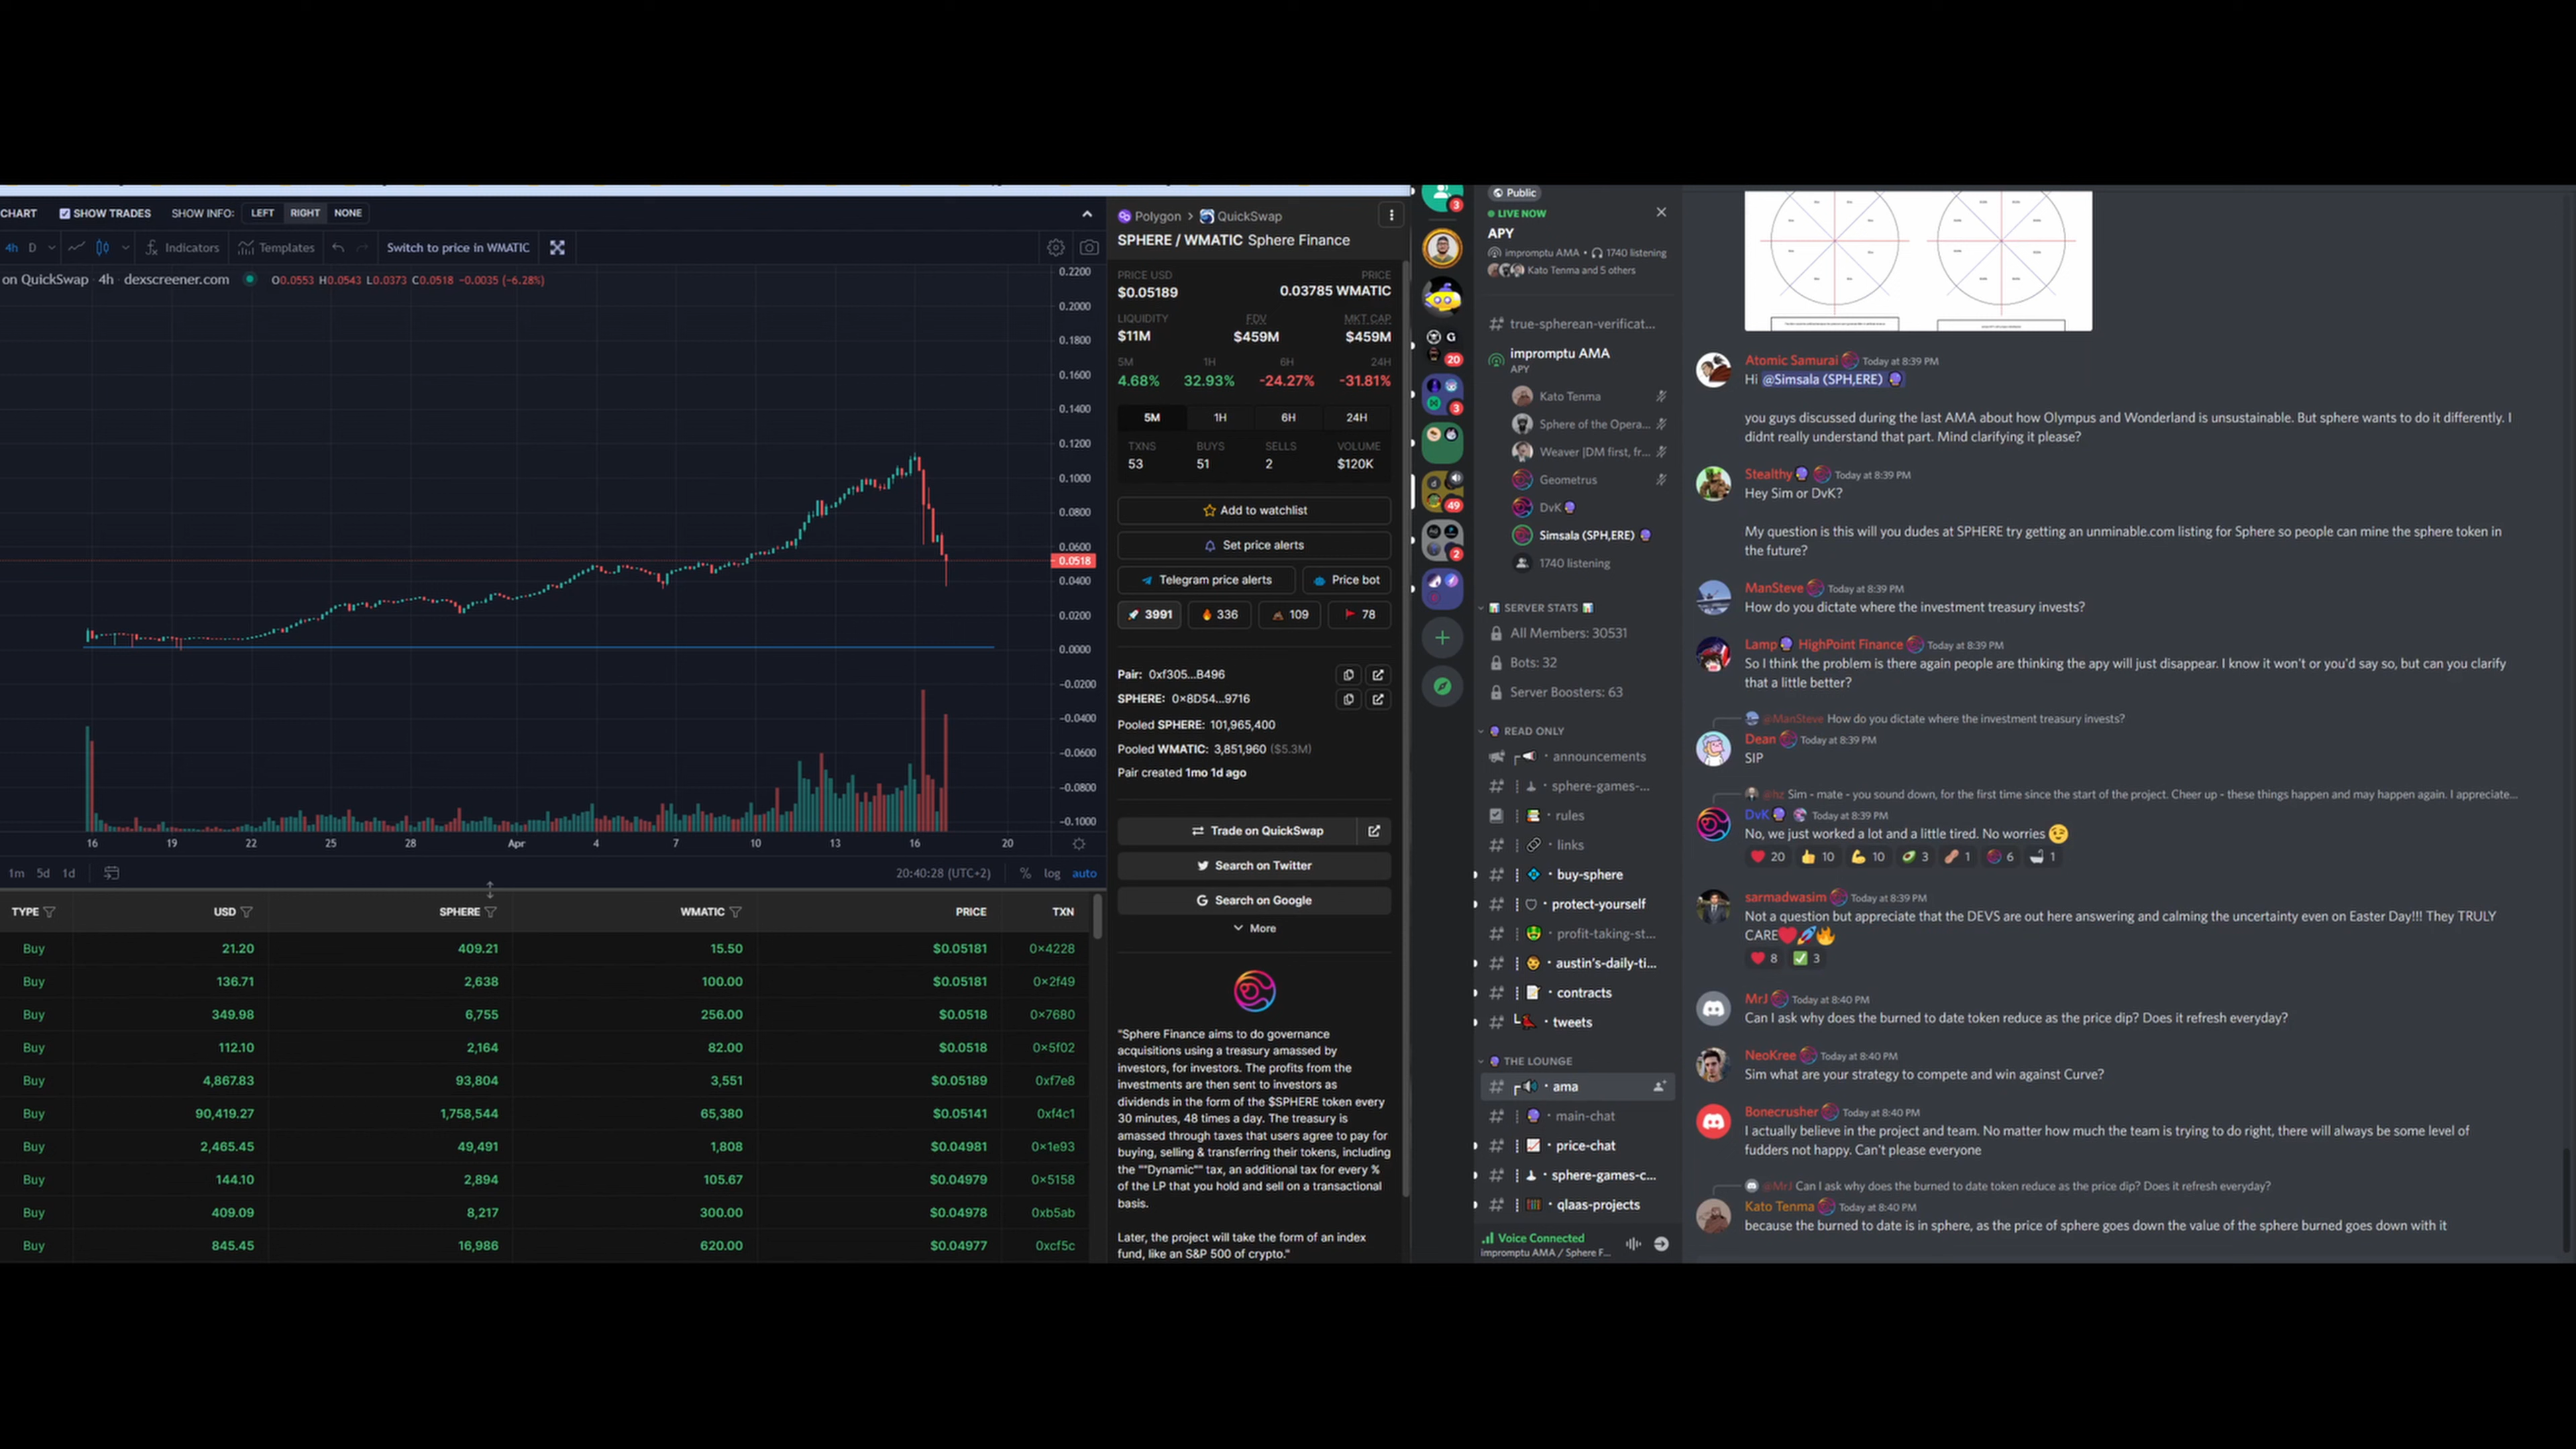 CHART
SHOW TRADES
SHOW INFO:
LEFT
RIGHT
NONE
4h
D
Indicators
Templates
Switch to price in WMATIC
on QuickSwap · 4h · dexscreener.com
O0.0553 H0.0543 L0.0373 C0.0518 −0.0035 (−6.28%)
0.2200
0.2000
0.1800
0.1600
0.1400
0.1200
0.1000
0.0800
0.0600
0.0518
0.0400
0.0200
0.0000
−0.0200
−0.0400
−0.0600
−0.0800
−0.1000
16 19 22 25 28 Apr 4 7 10 13 16 20
1m 5d 1d
20:40:28 (UTC+2)
% log auto
TYPE USD SPHERE WMATIC PRICE TXN
Buy 21.20 409.21 15.50 $0.05181 0x4228
Buy 136.71 2,638 100.00 $0.05181 0x2f49
Buy 349.98 6,755 256.00 $0.0518 0x7680
Buy 112.10 2,164 82.00 $0.0518 0x5f02
Buy 4,867.83 93,804 3,551 $0.05189 0xf7e8
Buy 90,419.27 1,758,544 65,380 $0.05141 0xf4c1
Buy 2,465.45 49,491 1,808 $0.04981 0x1e93
Buy 144.10 2,894 105.67 $0.04979 0x5158
Buy 409.09 8,217 300.00 $0.04978 0xb5ab
Buy 845.45 16,986 620.00 $0.04977 0xcf5c
Polygon > QuickSwap
SPHERE / WMATIC Sphere Finance
PRICE USD PRICE
$0.05189 0.03785 WMATIC
LIQUIDITY FDV MKT CAP
$11M $459M $459M
5M 1H 6H 24H
4.68% 32.93% -24.27% -31.81%
5M 1H 6H 24H
TXNS BUYS SELLS VOLUME
53 51 2 $120K
Add to watchlist
Set price alerts
Telegram price alerts
Price bot
3991
336
109
78
Pair: 0xf305...B496
SPHERE: 0x8D54...9716
Pooled SPHERE: 101,965,400
Pooled WMATIC: 3,851,960 ($5.3M)
Pair created 1mo 1d ago
Trade on QuickSwap
Search on Twitter
Search on Google
More
"Sphere Finance aims to do governance
acquisitions using a treasury amassed by
investors, for investors. The profits from the
investments are then sent to investors as
dividends in the form of the $SPHERE token every
30 minutes, 48 times a day. The treasury is
amassed through taxes that users agree to pay for
buying, selling & transferring their tokens, including
the ""Dynamic"" tax, an additional tax for every %
of the LP that you hold and sell on a transactional
basis.
Later, the project will take the form of an index
fund, like an S&P 500 of crypto."
3
20
3
49
2
Public
LIVE NOW
APY
impromptu AMA • 1740 listening
Kato Tenma and 5 others
true-spherean-verificat...
impromptu AMA
APY
Kato Tenma
Sphere of the Opera...
Weaver |DM first, fr...
Geometrus
DvK
Simsala (SPH,ERE)
1740 listening
SERVER STATS
All Members: 30531
Bots: 32
Server Boosters: 63
READ ONLY
announcements
sphere-games-...
rules
links
buy-sphere
protect-yourself
profit-taking-st...
austin's-daily-ti...
contracts
tweets
THE LOUNGE
ama
main-chat
price-chat
sphere-games-c...
qlaas-projects
Voice Connected
impromptu AMA / Sphere F...
Atomic Samurai Today at 8:39 PM
Hi @Simsala (SPH,ERE)
you guys discussed during the last AMA about how Olympus and Wonderland is unsustainable. But sphere wants to do it differently. I
didnt really understand that part. Mind clarifying it please?
Stealthy Today at 8:39 PM
Hey Sim or DvK?
My question is this will you dudes at SPHERE try getting an unminable.com listing for Sphere so people can mine the sphere token in
the future?
ManSteve Today at 8:39 PM
How do you dictate where the investment treasury invests?
Lamp HighPoint Finance Today at 8:39 PM
So I think the problem is there again people are thinking the apy will just disappear. I know it won't or you'd say so, but can you clarify
that a little better?
@ManSteve How do you dictate where the investment treasury invests?
Dean Today at 8:39 PM
SIP
@hz Sim - mate - you sound down, for the first time since the start of the project. Cheer up - these things happen and may happen again. I appreciate...
DvK Today at 8:39 PM
No, we just worked a lot and a little tired. No worries
20 10 10 3 1 6 1
sarmadwasim Today at 8:39 PM
Not a question but appreciate that the DEVS are out here answering and calming the uncertainty even on Easter Day!!! They TRULY
CARE
8 3
MrJ Today at 8:40 PM
Can I ask why does the burned to date token reduce as the price dip? Does it refresh everyday?
NeoKree Today at 8:40 PM
Sim what are your strategy to compete and win against Curve?
Bonecrusher Today at 8:40 PM
I actually believe in the project and team. No matter how much the team is trying to do right, there will always be some level of
fudders not happy. Can't please everyone
@MrJ Can I ask why does the burned to date token reduce as the price dip? Does it refresh everyday?
Kato Tenma Today at 8:40 PM
because the burned to date is in sphere, as the price of sphere goes down the value of the sphere burned goes down with it